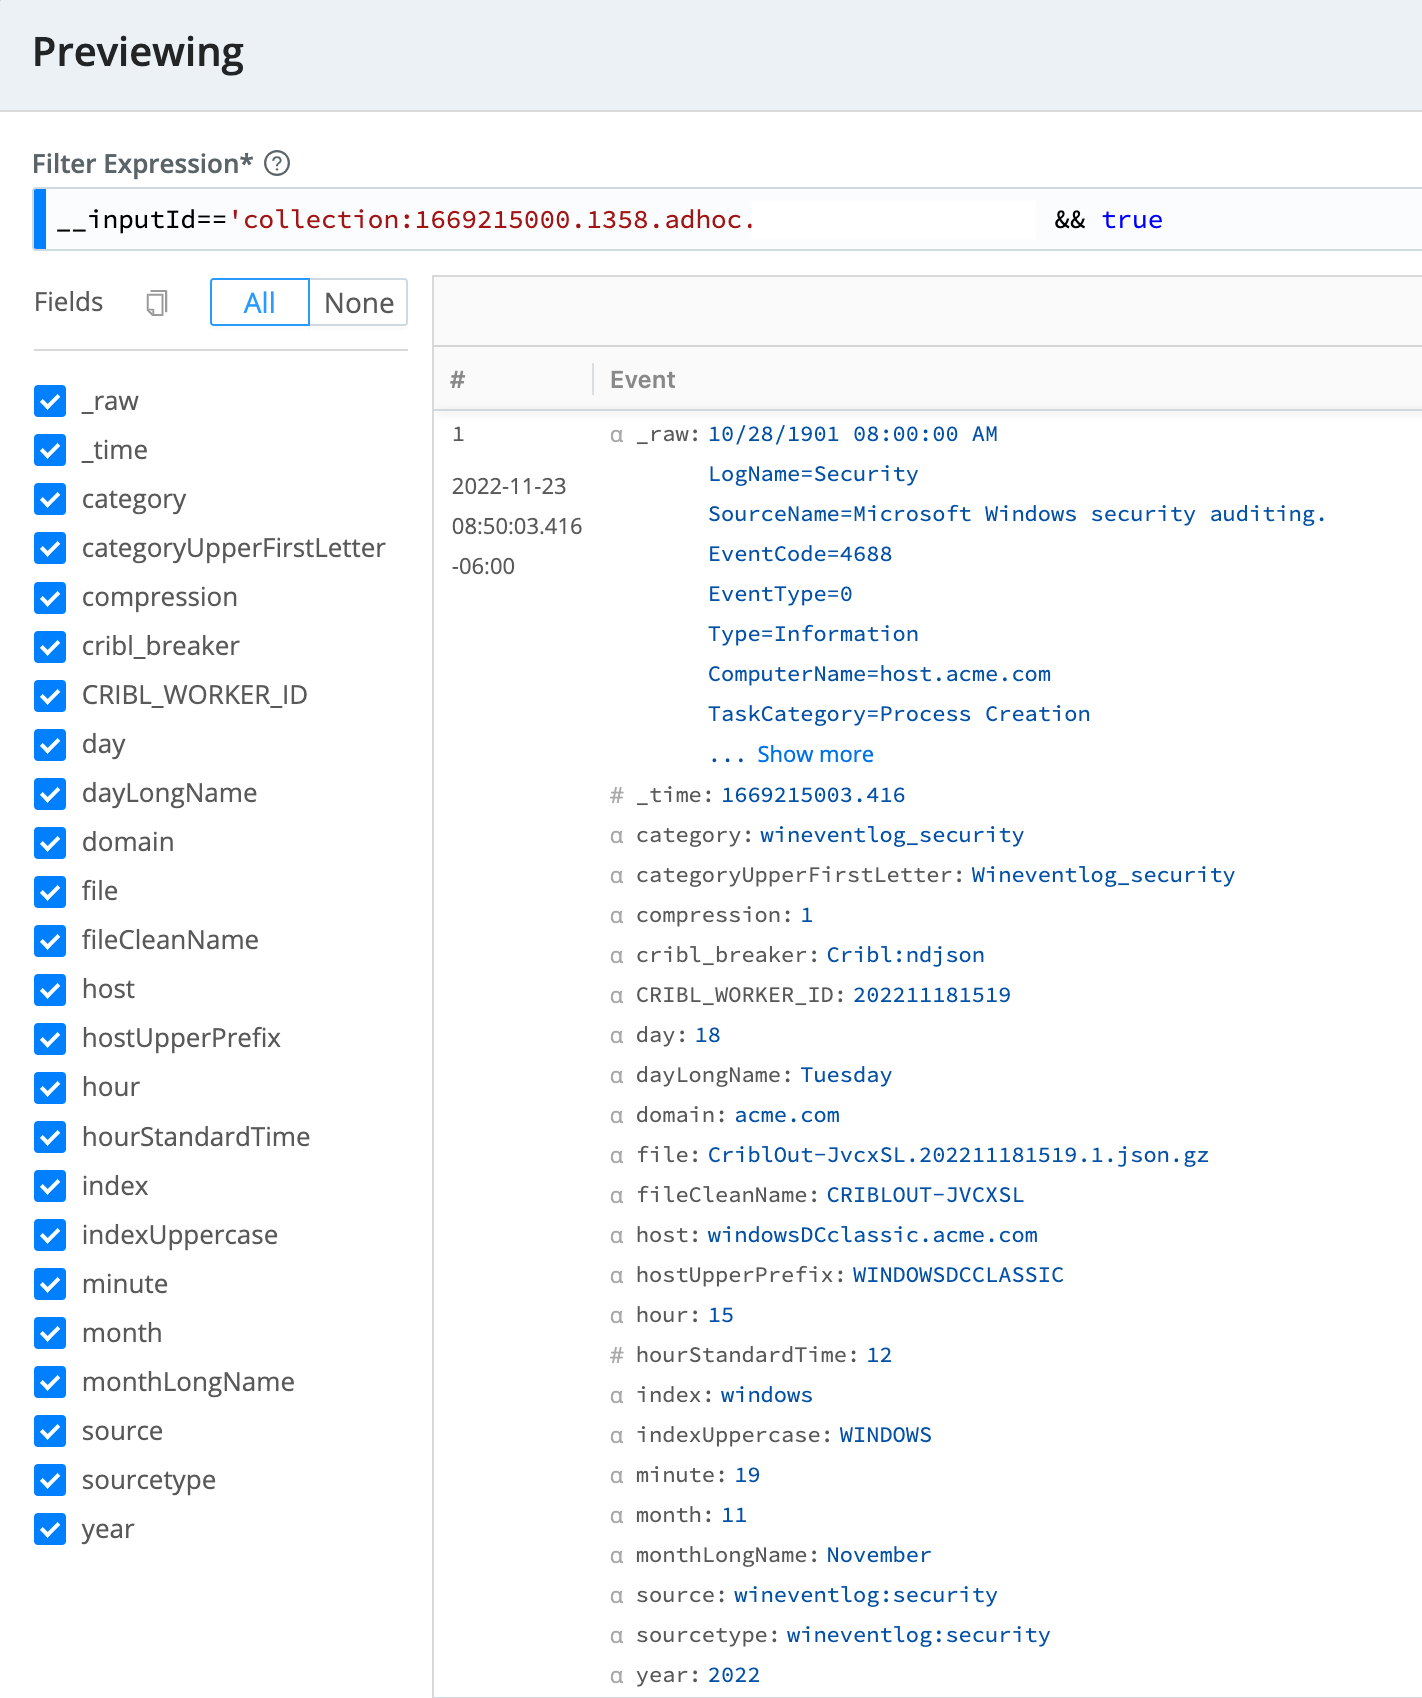 Previewing
Filter Expression* ?
__inputId=='collection:1669215000.1358.adhoc. && true
Fields All None
_raw
_time
category
categoryUpperFirstLetter
compression
cribl_breaker
CRIBL_WORKER_ID
day
dayLongName
domain
file
fileCleanName
host
hostUpperPrefix
hour
hourStandardTime
index
indexUppercase
minute
month
monthLongName
source
sourcetype
year
# Event
1
2022-11-23
08:50:03.416
-06:00
α _raw: 10/28/1901 08:00:00 AM
LogName=Security
SourceName=Microsoft Windows security auditing.
EventCode=4688
EventType=0
Type=Information
ComputerName=host.acme.com
TaskCategory=Process Creation
... Show more
# _time: 1669215003.416
α category: wineventlog_security
α categoryUpperFirstLetter: Wineventlog_security
α compression: 1
α cribl_breaker: Cribl:ndjson
α CRIBL_WORKER_ID: 202211181519
α day: 18
α dayLongName: Tuesday
α domain: acme.com
α file: CriblOut-JvcxSL.202211181519.1.json.gz
α fileCleanName: CRIBLOUT-JVCXSL
α host: windowsDCclassic.acme.com
α hostUpperPrefix: WINDOWSDCCLASSIC
α hour: 15
# hourStandardTime: 12
α index: windows
α indexUppercase: WINDOWS
α minute: 19
α month: 11
α monthLongName: November
α source: wineventlog:security
α sourcetype: wineventlog:security
α year: 2022